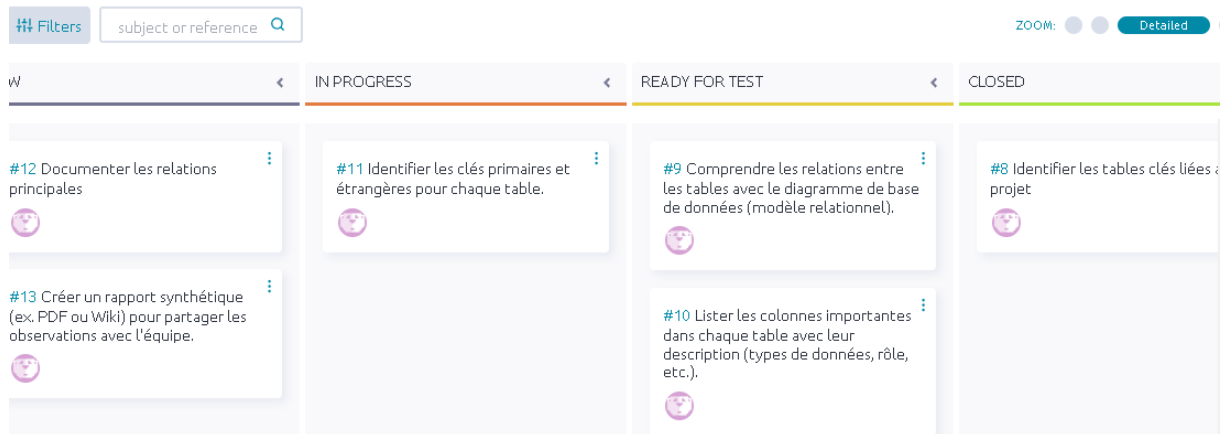 Filters
subject or reference
ZOOM:
Detailed
W
IN PROGRESS
READY FOR TEST
CLOSED
#12 Documenter les relations
principales
#13 Créer un rapport synthétique
(ex. PDF ou Wiki) pour partager les
observations avec l'équipe.
#11 Identifier les clés primaires et
étrangères pour chaque table.
#9 Comprendre les relations entre
les tables avec le diagramme de base
de données (modèle relationnel).
#10 Lister les colonnes importantes
dans chaque table avec leur
description (types de données, rôle,
etc.).
#8 Identifier les tables clés liées
projet